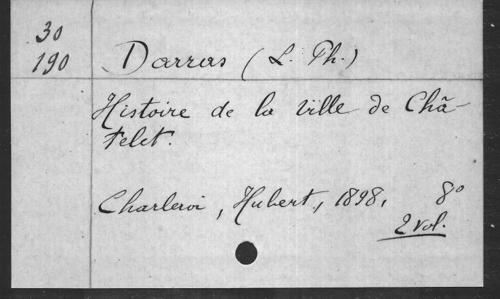 30
190
Darras (L. Ph.)
Histoire de la ville de Châ-
telet.
Charleroi, Hubert, 1898, 8°
2 vol.